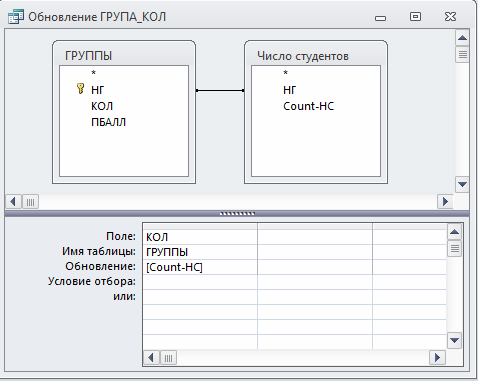 Обновление ГРУПА_КОЛ
ГРУППЫ
*
НГ
КОЛ
ПБАЛЛ
Число студентов
*
НГ
Count-НС
Поле: КОЛ
Имя таблицы: ГРУППЫ
Обновление: [Count-НС]
Условие отбора:
или: